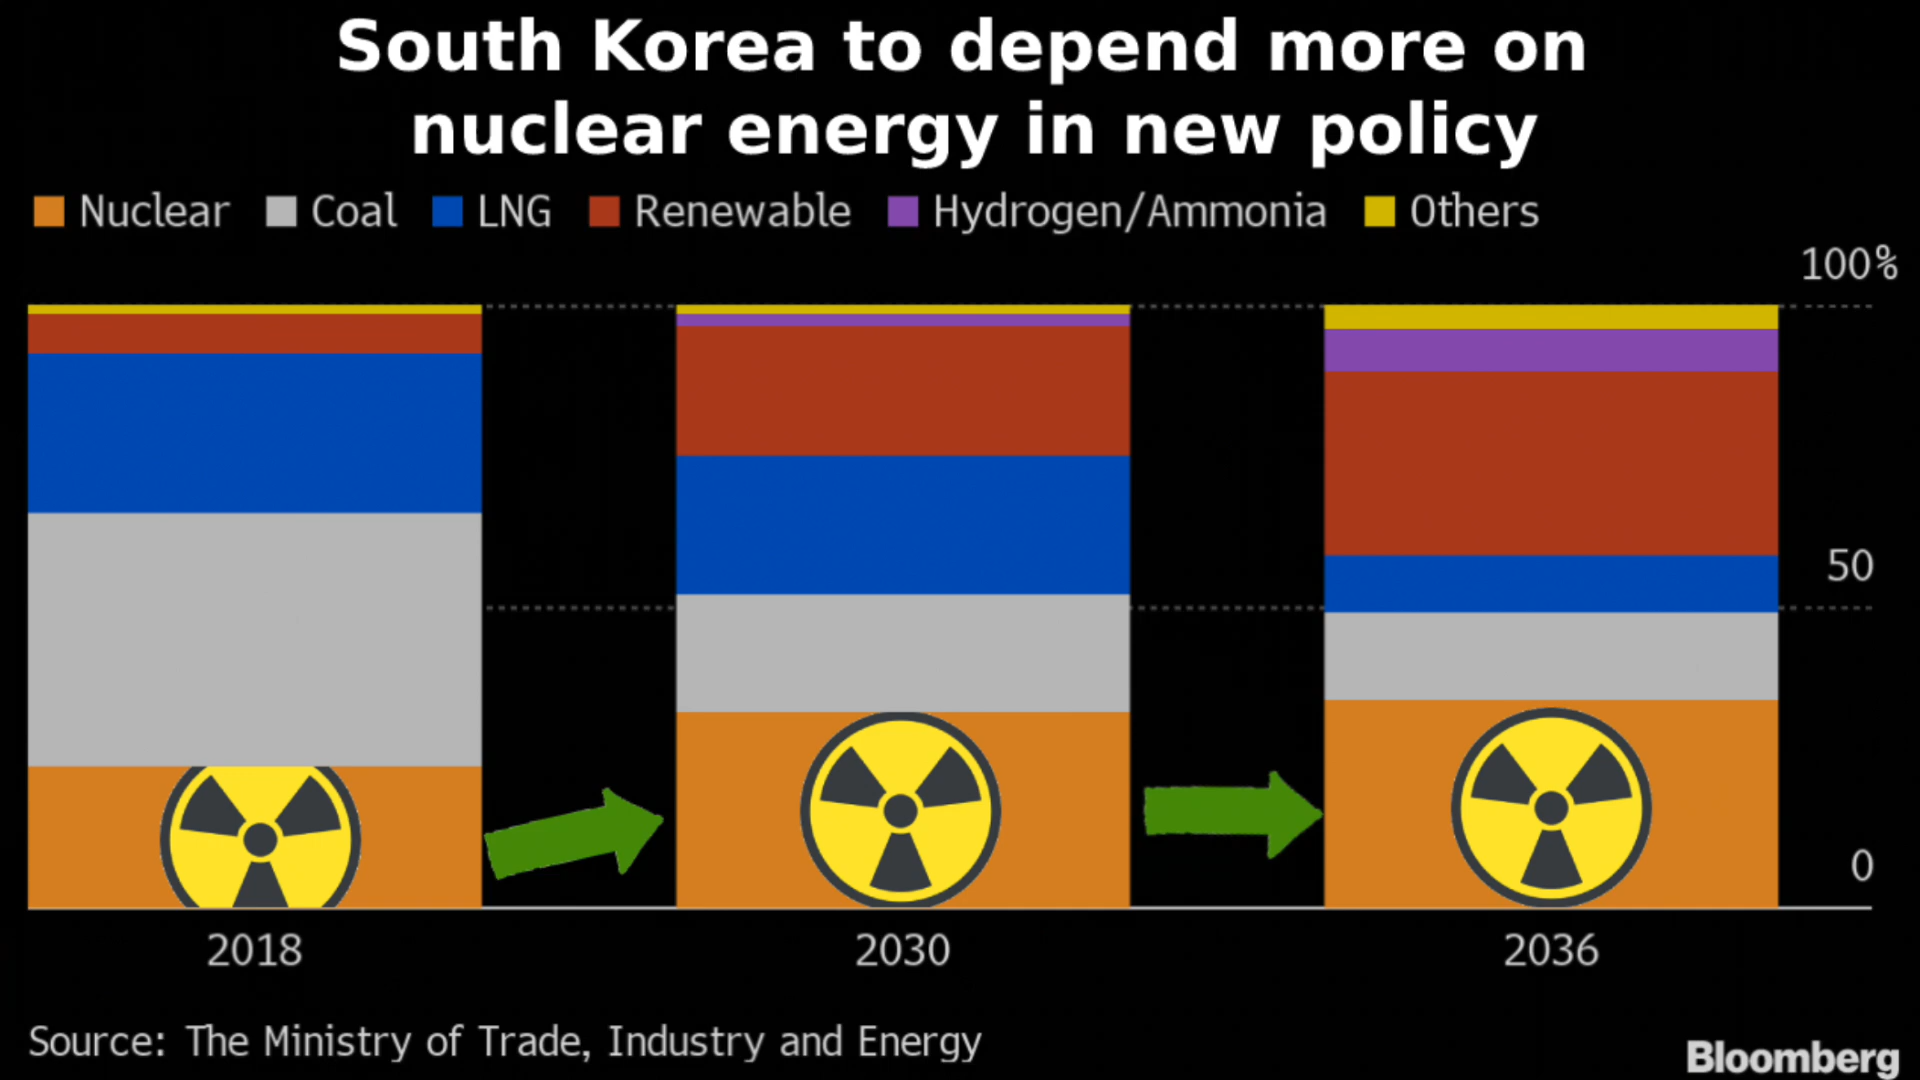 South Korea to depend more on
nuclear energy in new policy
Nuclear Coal LNG Renewable Hydrogen/Ammonia Others
100%
50
0
2018 2030 2036
Source: The Ministry of Trade, Industry and Energy
Bloomberg